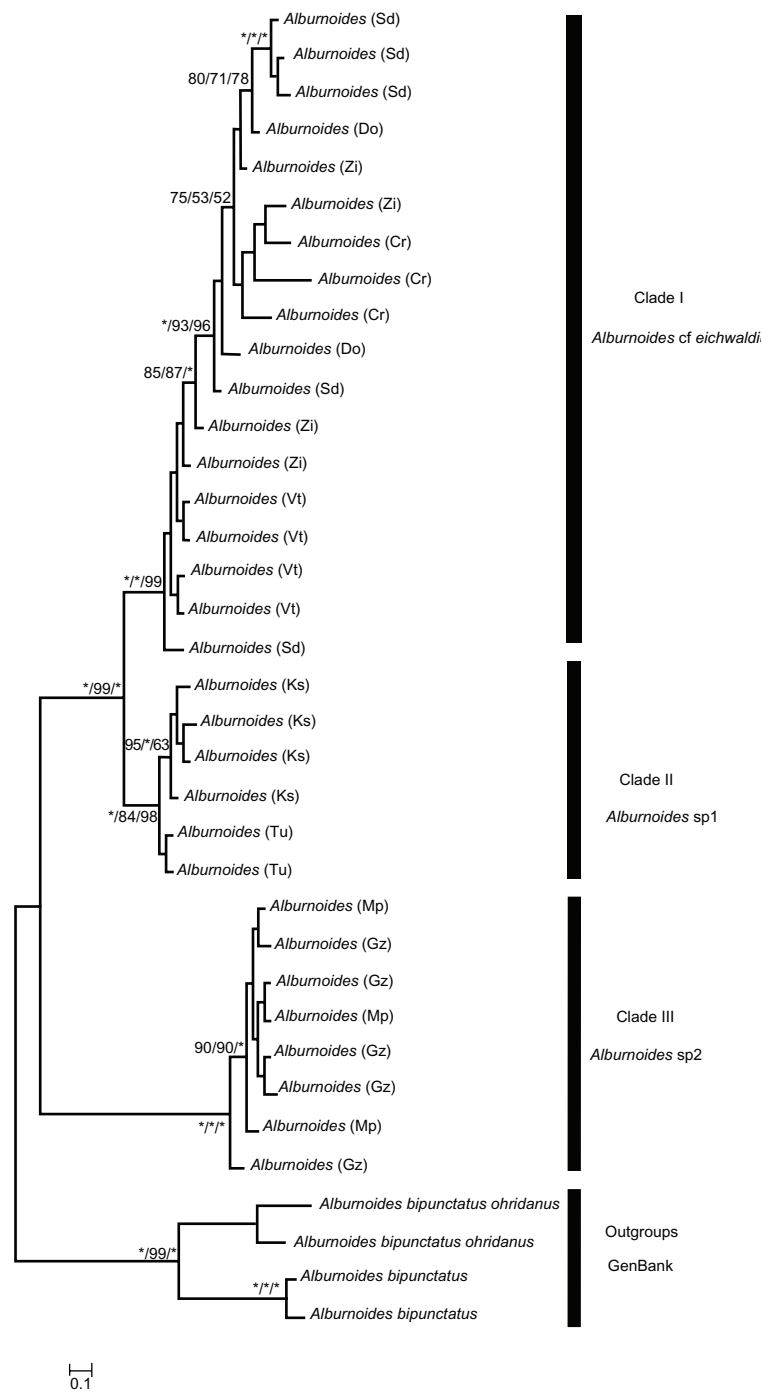 Alburnoides (Sd)
*/*/*
Alburnoides (Sd)
80/71/78
Alburnoides (Sd)
Alburnoides (Do)
Alburnoides (Zi)
75/53/52
Alburnoides (Zi)
Alburnoides (Cr)
Alburnoides (Cr)
Clade I
Alburnoides (Cr)
*/93/96
Alburnoides cf eichwaldii
Alburnoides (Do)
85/87/*
Alburnoides (Sd)
Alburnoides (Zi)
Alburnoides (Zi)
Alburnoides (Vt)
Alburnoides (Vt)
Alburnoides (Vt)
*/*/99
Alburnoides (Vt)
Alburnoides (Sd)
*/99/*
Alburnoides (Ks)
Alburnoides (Ks)
95/*/63
Alburnoides (Ks)
Clade II
Alburnoides (Ks)
*/84/98
Alburnoides sp1
Alburnoides (Tu)
Alburnoides (Tu)
Alburnoides (Mp)
Alburnoides (Gz)
Alburnoides (Gz)
Alburnoides (Mp)
Clade III
90/90/*
Alburnoides (Gz)
Alburnoides sp2
Alburnoides (Gz)
*/*/*
Alburnoides (Mp)
Alburnoides (Gz)
Alburnoides bipunctatus ohridanus
Outgroups
Alburnoides bipunctatus ohridanus
*/99/*
GenBank
Alburnoides bipunctatus
*/*/*
Alburnoides bipunctatus
0.1